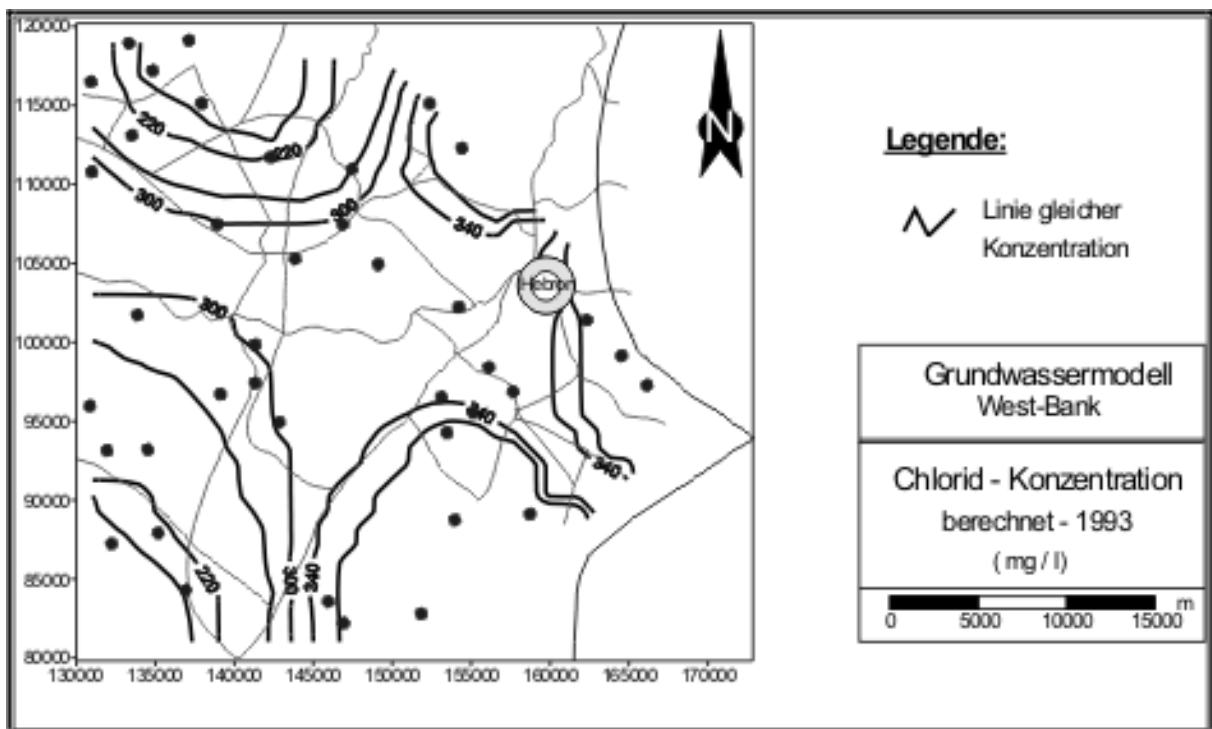 120000
115000
110000
105000
100000
95000
90000
85000
80000
130000 135000 140000 145000 150000 155000 160000 165000 170000
220
220
300
300
340
300
340
340
220
300
340
Hebron
N
Legende:
Linie gleicher
Konzentration
Grundwassermodell
West-Bank
Chlorid - Konzentration
berechnet - 1993
( mg / l)
0 5000 10000 15000 m